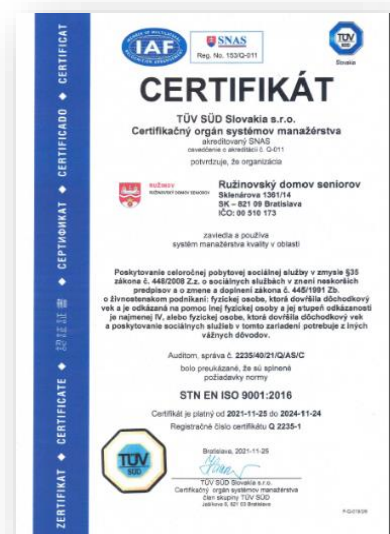 IAF
SNAS
Reg. No. 153/Q-011
TÜV
SÜD
Slovakia
CERTIFIKÁT
TÜV SÜD Slovakia s.r.o.
Certifikačný orgán systémov manažérstva
akreditovaný SNAS
osvedčenie o akreditácii č. Q-011
potvrdzuje, že organizácia
RUŽINOV
RUŽINOVSKÝ DOMOV SENIOROV
Ružinovský domov seniorov
Sklenárova 1361/14
SK – 821 09 Bratislava
IČO: 00 510 173
zaviedla a používa
systém manažérstva kvality v oblasti
Poskytovanie celoročnej pobytovej sociálnej služby v zmysle §35
zákona č. 448/2008 Z.z. o sociálnych službách v znení neskorších
predpisov a o zmene a doplnení zákona č. 445/1991 Zb.
o živnostenskom podnikaní: fyzickej osobe, ktorá dovŕšila dôchodkový
vek a je odkázaná na pomoc inej fyzickej osoby a jej stupeň odkázanosti
je najmenej IV, alebo fyzickej osobe, ktorá dovŕšila dôchodkový vek
a poskytovanie sociálnych služieb v tomto zariadení potrebuje z iných
vážnych dôvodov.
Auditom, správa č. 2235/40/21/Q/AS/C
bolo preukázané, že sú splnené
požiadavky normy
STN EN ISO 9001:2016
Certifikát je platný od 2021-11-25 do 2024-11-24
Registračné číslo certifikátu Q 2235-1
Bratislava, 2021-11-25
TÜV SÜD Slovakia s.r.o.
Certifikačný orgán systémov manažérstva
člen skupiny TÜV SÜD
TÜV
SÜD
ZERTIFIKAT ◆ CERTIFICATE ◆ ◆ СЕРТИФИКАТ ◆ CERTIFICADO ◆ CERTIFICAT